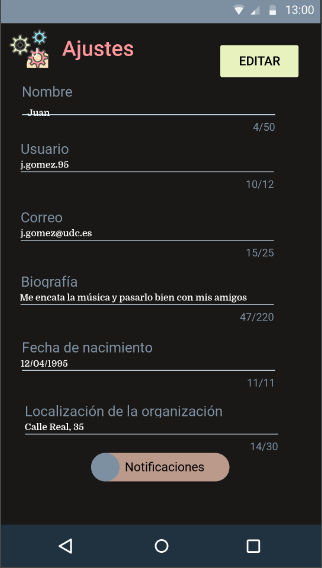 13:00
Ajustes
EDITAR
Nombre
Juan
4/50
Usuario
j.gomez.95
10/12
Correo
j.gomez@udc.es
15/25
Biografía
Me encata la música y pasarlo bien con mis amigos
47/220
Fecha de nacimiento
12/04/1995
11/11
Localización de la organización
Calle Real, 35
14/30
Notificaciones